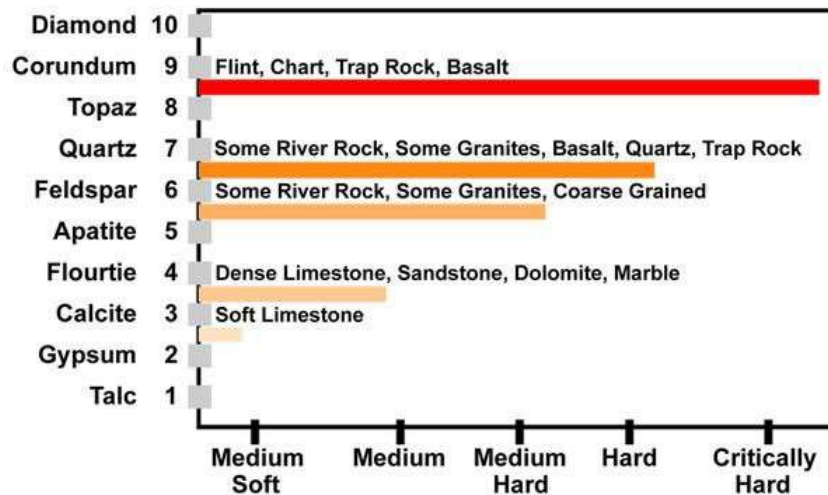 Diamond 10
Corundum 9 Flint, Chart, Trap Rock, Basalt
Topaz 8
Quartz 7 Some River Rock, Some Granites, Basalt, Quartz, Trap Rock
Feldspar 6 Some River Rock, Some Granites, Coarse Grained
Apatite 5
Flourtie 4 Dense Limestone, Sandstone, Dolomite, Marble
Calcite 3 Soft Limestone
Gypsum 2
Talc 1
Medium Soft
Medium
Medium Hard
Hard
Critically Hard